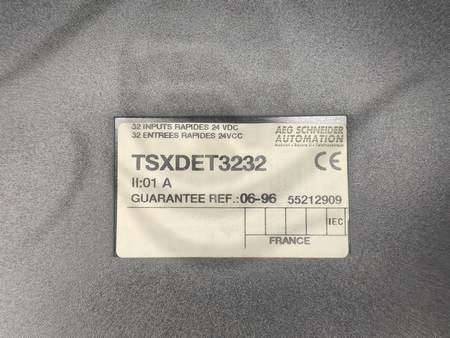 32 INPUTS RAPIDES 24 VDC
32 ENTREES RAPIDES 24VCC
AEG SCHNEIDER
AUTOMATION
TSXDET3232
CE
II:01 A
GUARANTEE REF.:06-96 55212909
IEC
FRANCE